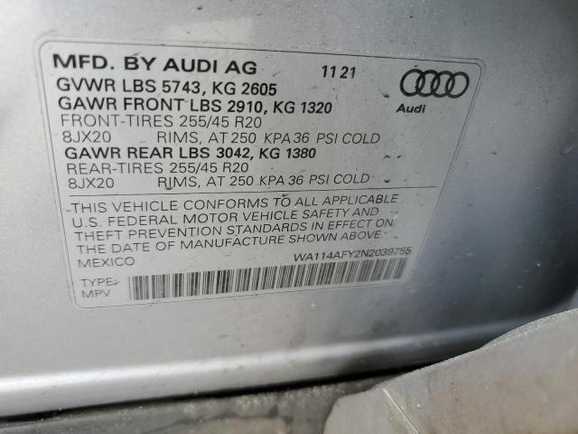 MFD. BY AUDI AG 11 21
GVWR LBS 5743, KG 2605
GAWR FRONT LBS 2910, KG 1320
FRONT-TIRES 255/45 R20
8JX20 RIMS, AT 250 KPA 36 PSI COLD
GAWR REAR LBS 3042, KG 1380
REAR-TIRES 255/45 R20
8JX20 RIMS, AT 250 KPA 36 PSI COLD
Audi
THIS VEHICLE CONFORMS TO ALL APPLICABLE
U.S. FEDERAL MOTOR VEHICLE SAFETY AND
THEFT PREVENTION STANDARDS IN EFFECT ON
THE DATE OF MANUFACTURE SHOWN ABOVE.
MEXICO
WA114AFY2N2039755
TYPE:
MPV